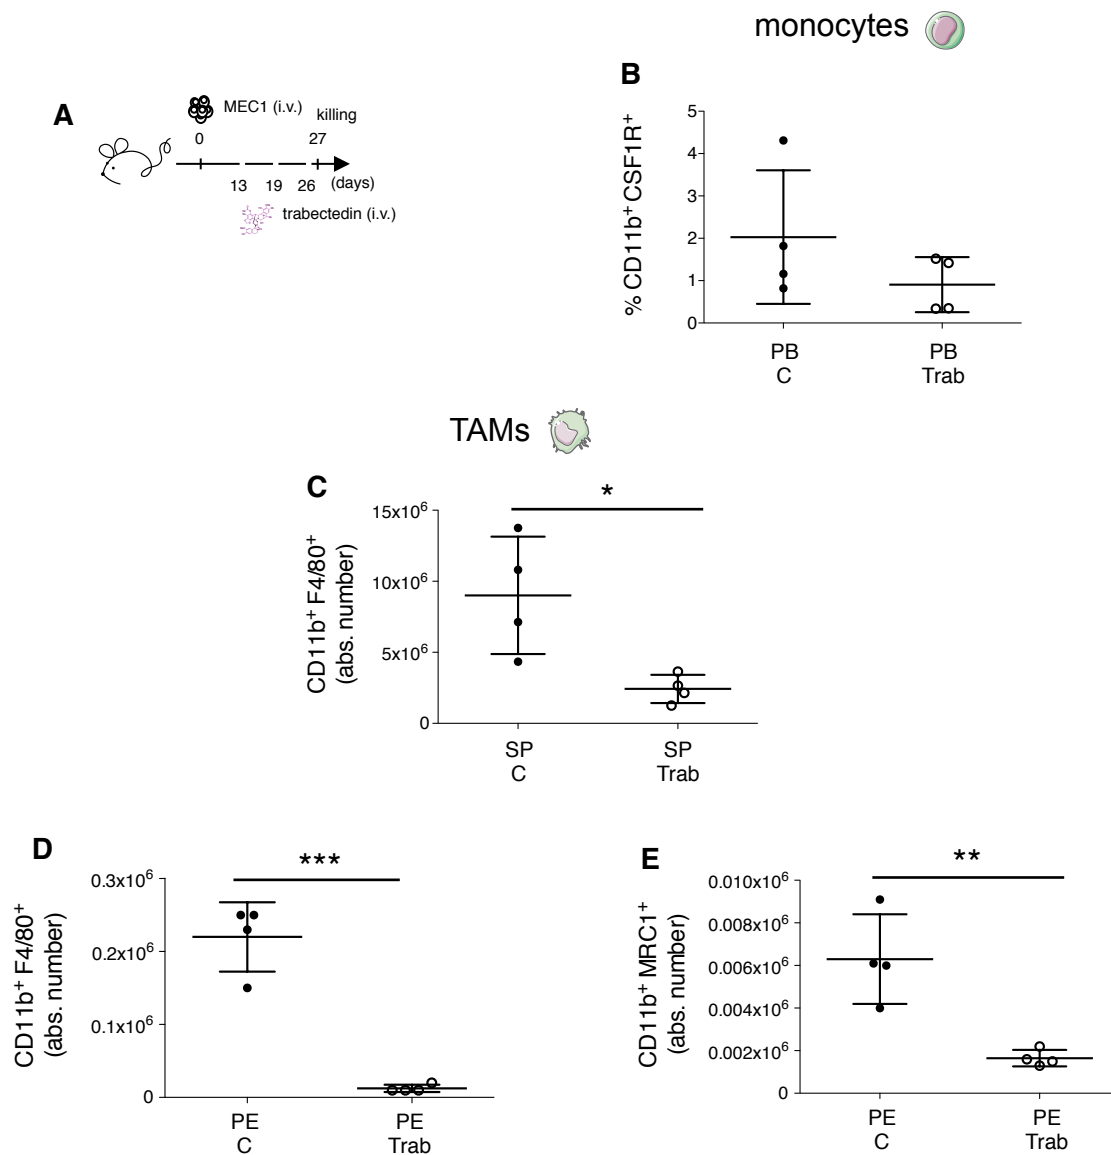 monocytes
A
MEC1 (i.v.)
killing
0
27
13 19 26 (days)
trabectedin (i.v.)
B
% CD11b⁺CSF1R⁺
5
4
3
2
1
0
PB
C
PB
Trab
TAMs
C
*
CD11b⁺ F4/80⁺
(abs. number)
15x10⁶
10x10⁶
5x10⁶
0
SP
C
SP
Trab
D
***
CD11b⁺ F4/80⁺
(abs. number)
0.3x10⁶
0.2x10⁶
0.1x10⁶
0
PE
C
PE
Trab
E
**
CD11b⁺ MRC1⁺
(abs. number)
0.010x10⁶
0.008x10⁶
0.006x10⁶
0.004x10⁶
0.002x10⁶
0
PE
C
PE
Trab